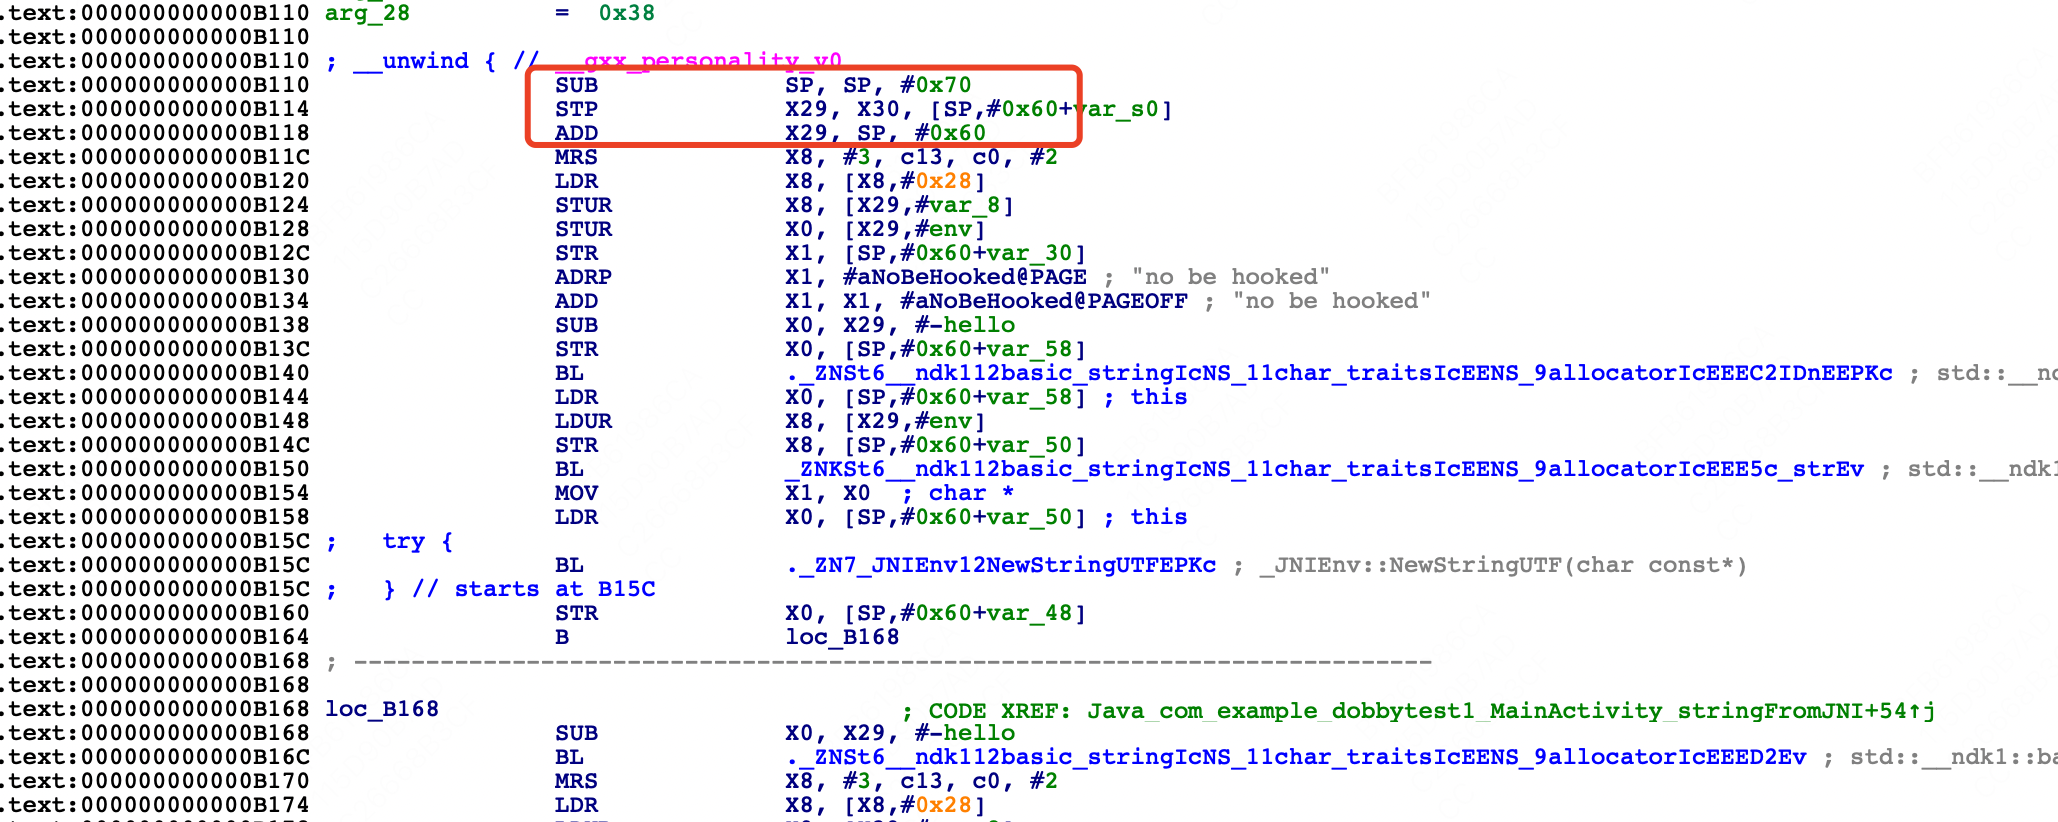 .text:000000000000B110 arg_28          =  0x38
.text:000000000000B110
.text:000000000000B110 ; __unwind { // __gxx_personality_v0
.text:000000000000B110                 SUB             SP, SP, #0x70
.text:000000000000B114                 STP             X29, X30, [SP,#0x60+var_s0]
.text:000000000000B118                 ADD             X29, SP, #0x60
.text:000000000000B11C                 MRS             X8, #3, c13, c0, #2
.text:000000000000B120                 LDR             X8, [X8,#0x28]
.text:000000000000B124                 STUR            X8, [X29,#var_8]
.text:000000000000B128                 STUR            X0, [X29,#env]
.text:000000000000B12C                 STR             X1, [SP,#0x60+var_30]
.text:000000000000B130                 ADRP            X1, #aNoBeHooked@PAGE ; "no be hooked"
.text:000000000000B134                 ADD             X1, X1, #aNoBeHooked@PAGEOFF ; "no be hooked"
.text:000000000000B138                 SUB             X0, X29, #-hello
.text:000000000000B13C                 STR             X0, [SP,#0x60+var_58]
.text:000000000000B140                 BL              ._ZNSt6__ndk112basic_stringIcNS_11char_traitsIcEENS_9allocatorIcEEEC2IDnEEPKc ; std::__nd
.text:000000000000B144                 LDR             X0, [SP,#0x60+var_58] ; this
.text:000000000000B148                 LDUR            X8, [X29,#env]
.text:000000000000B14C                 STR             X8, [SP,#0x60+var_50]
.text:000000000000B150                 BL              _ZNKSt6__ndk112basic_stringIcNS_11char_traitsIcEENS_9allocatorIcEEE5c_strEv ; std::__ndk1
.text:000000000000B154                 MOV             X1, X0  ; char *
.text:000000000000B158                 LDR             X0, [SP,#0x60+var_50] ; this
.text:000000000000B15C ;   try {
.text:000000000000B15C                 BL              ._ZN7_JNIEnv12NewStringUTFEPKc ; _JNIEnv::NewStringUTF(char const*)
.text:000000000000B15C ;   } // starts at B15C
.text:000000000000B160                 STR             X0, [SP,#0x60+var_48]
.text:000000000000B164                 B               loc_B168
.text:000000000000B168 ; ---------------------------------------------------------------------------
.text:000000000000B168
.text:000000000000B168 loc_B168                                ; CODE XREF: Java_com_example_dobbytest1_MainActivity_stringFromJNI+54↑j
.text:000000000000B168                 SUB             X0, X29, #-hello
.text:000000000000B16C                 BL              ._ZNSt6__ndk112basic_stringIcNS_11char_traitsIcEENS_9allocatorIcEEED2Ev ; std::__ndk1::ba
.text:000000000000B170                 MRS             X8, #3, c13, c0, #2
.text:000000000000B174                 LDR             X8, [X8,#0x28]